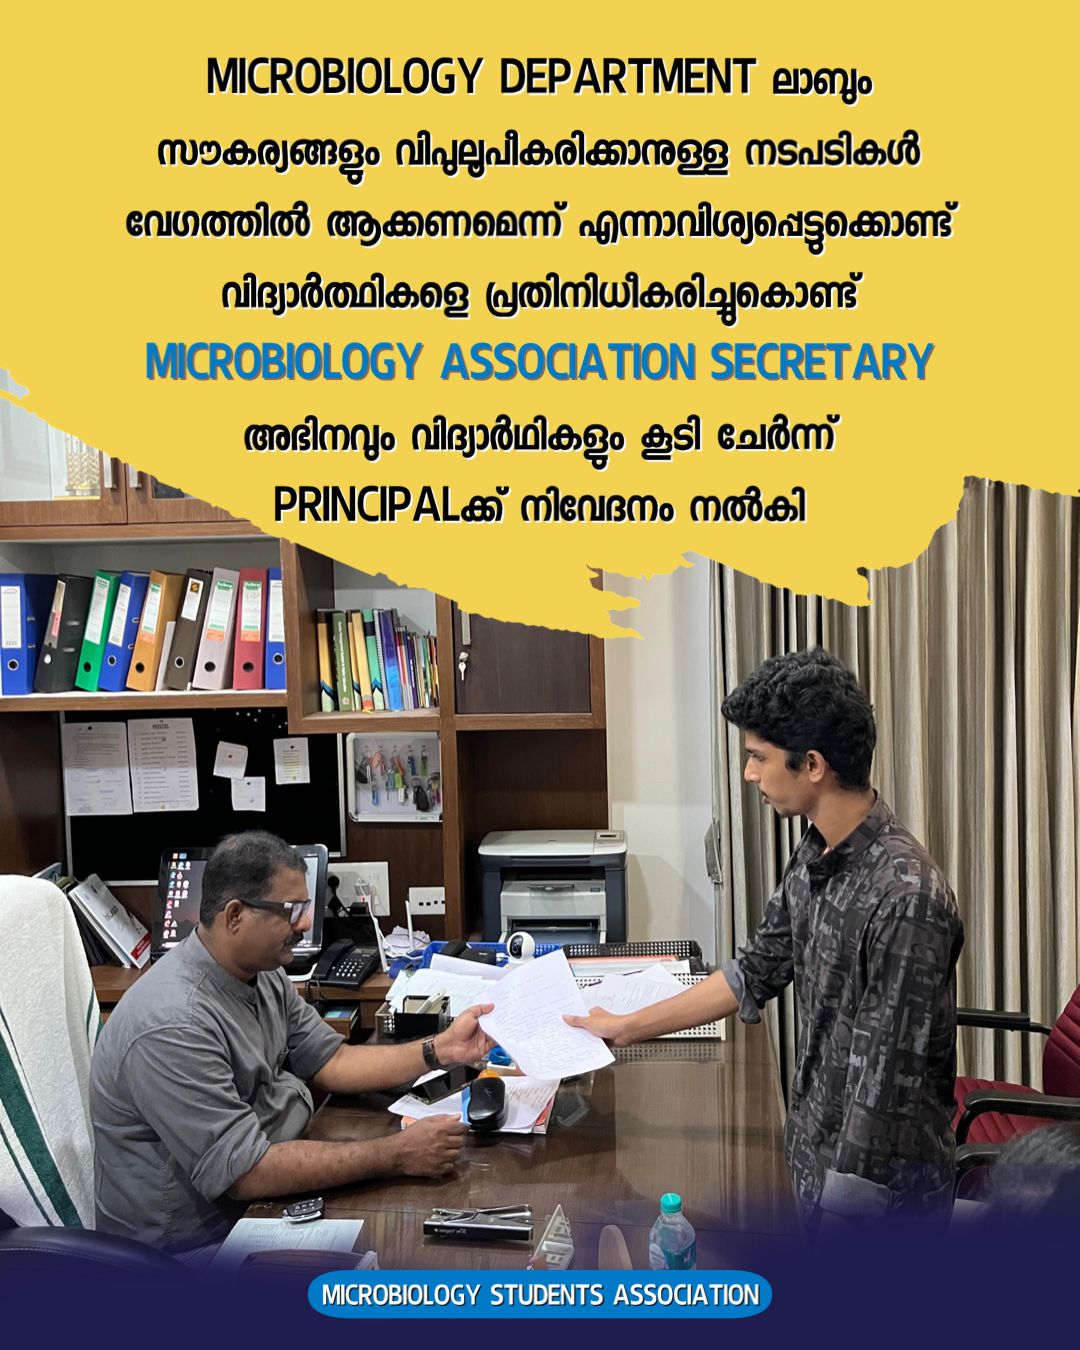 MICROBIOLOGY DEPARTMENT ലാബും
സൗകര്യങ്ങളും വിപുലൂപീകരിക്കാനുള്ള നടപടികൾ
വേഗത്തിൽ ആക്കണമെന്ന് എന്നാവിശ്യപ്പെട്ടുക്കൊണ്ട്
വിദ്യാർത്ഥികളെ പ്രതിനിധീകരിച്ചുകൊണ്ട്
MICROBIOLOGY ASSOCIATION SECRETARY
അഭിനവും വിദ്യാർഥികളും കൂടി ചേർന്ന്
PRINCIPALക്ക് നിവേദനം നൽകി
MICROBIOLOGY STUDENTS ASSOCIATION